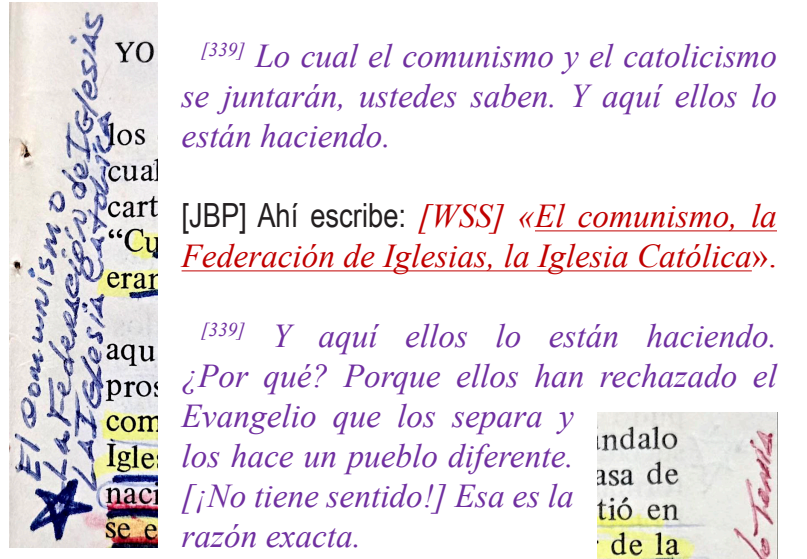 El Comunismo
La Federación de Iglesias
LA Iglesia CATólica
YO
los
cual
cart
“Cu
eran
aqu
pros
com
Igle
naci
se e
[339] Lo cual el comunismo y el catolicismo
se juntarán, ustedes saben. Y aquí ellos lo
están haciendo.
[JBP] Ahí escribe: [WSS] «El comunismo, la
Federación de Iglesias, la Iglesia Católica».
[339] Y aquí ellos lo están haciendo.
¿Por qué? Porque ellos han rechazado el
Evangelio que los separa y
los hace un pueblo diferente.
[¡No tiene sentido!] Esa es la
razón exacta.
ndalo
asa de
tió en
de la